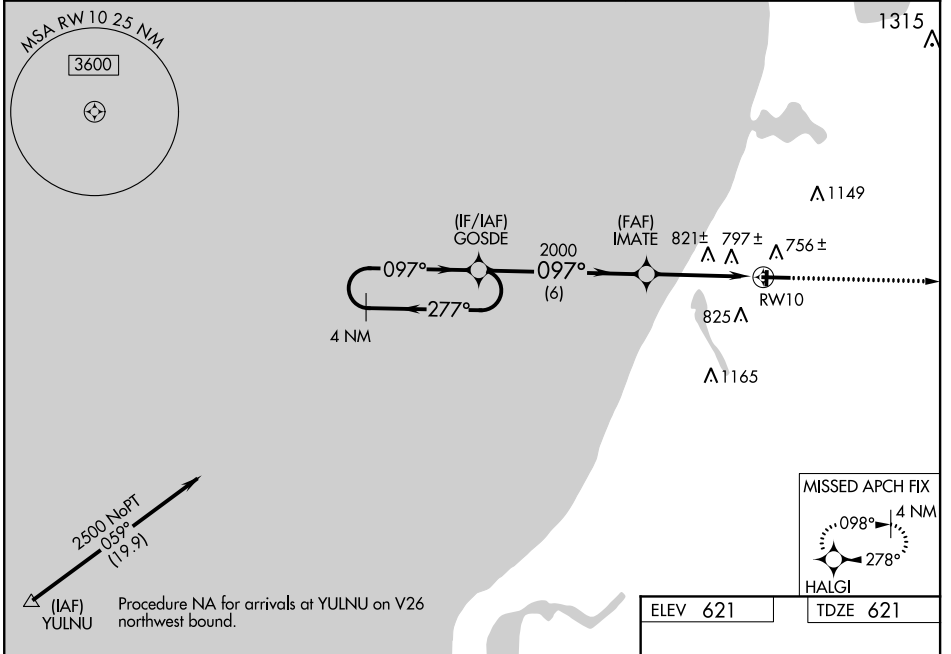 MSA RW 10 25 NM
3600
1315
1149
(IF/IAF)
GOSDE
(FAF)
IMATE
821±
797±
756±
2000
097°
(6)
097°
277°
4 NM
RW10
825
1165
2500 NoPT
059°
(19.9)
(IAF)
YULNU
Procedure NA for arrivals at YULNU on V26
northwest bound.
MISSED APCH FIX
4 NM
098°
278°
HALGI
ELEV 621
TDZE 621